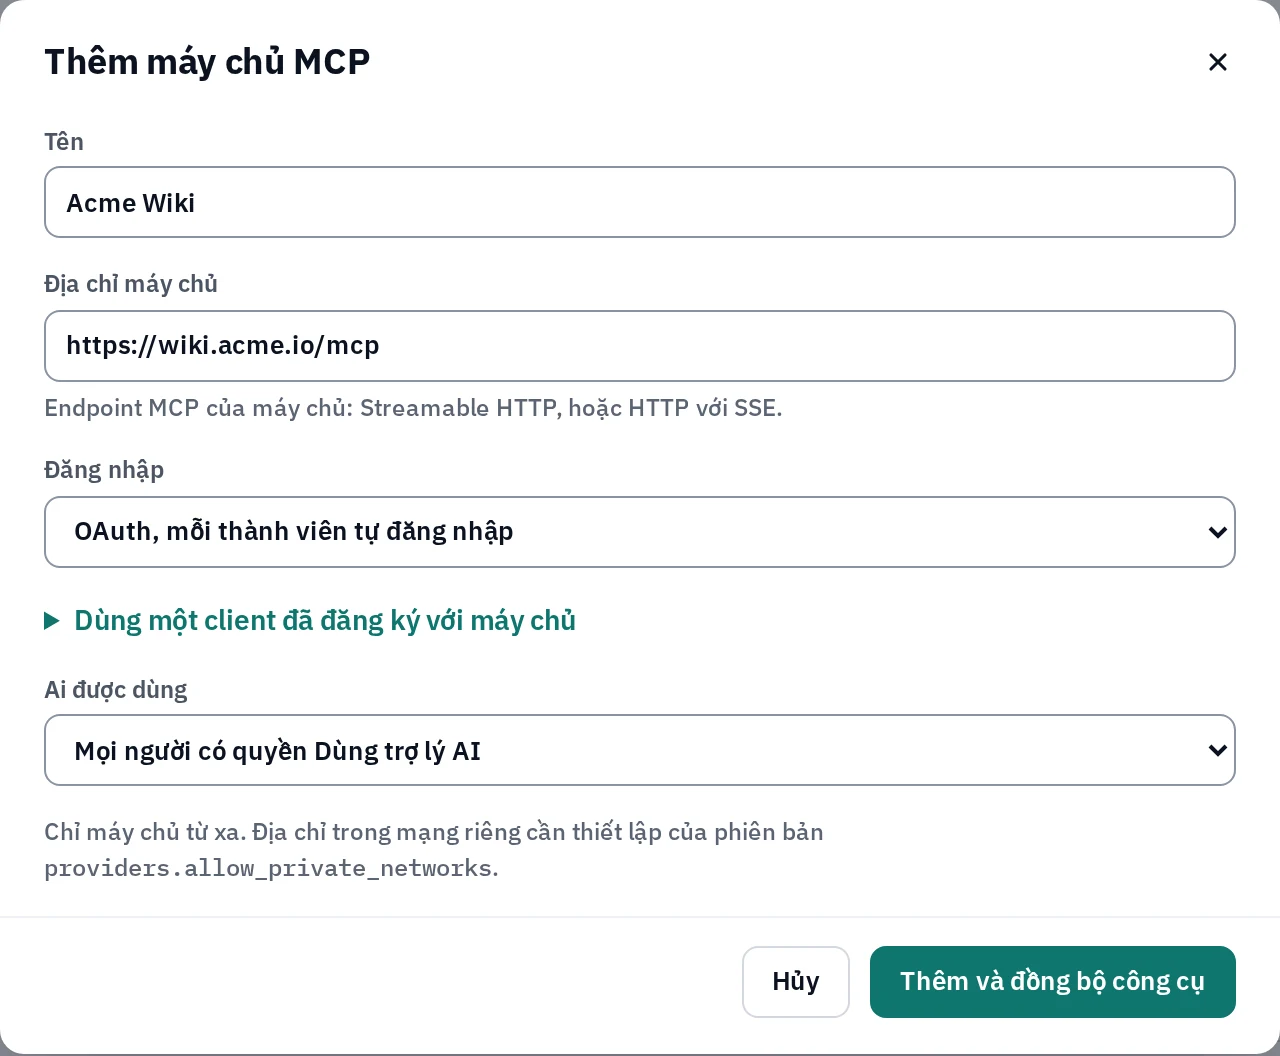 Thêm máy chủ MCP
Tên
Acme Wiki
Địa chỉ máy chủ
https://wiki.acme.io/mcp
Endpoint MCP của máy chủ: Streamable HTTP, hoặc HTTP với SSE.
Đăng nhập
OAuth, mỗi thành viên tự đăng nhập
Dùng một client đã đăng ký với máy chủ
Ai được dùng
Mọi người có quyền Dùng trợ lý AI
Chỉ máy chủ từ xa. Địa chỉ trong mạng riêng cần thiết lập của phiên bản
providers.allow_private_networks.
Hủy
Thêm và đồng bộ công cụ